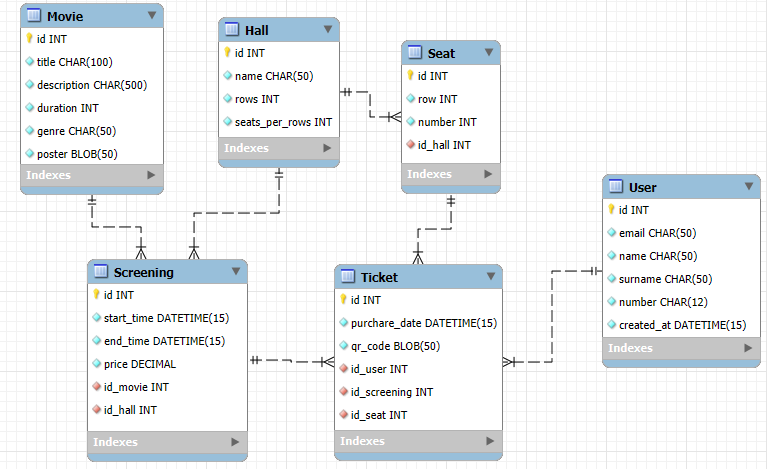 Movie
id INT
title CHAR(100)
description CHAR(500)
duration INT
genre CHAR(50)
poster BLOB(50)
Indexes
Hall
id INT
name CHAR(50)
rows INT
seats_per_rows INT
Indexes
Seat
id INT
row INT
number INT
id_hall INT
Indexes
User
id INT
email CHAR(50)
name CHAR(50)
surname CHAR(50)
number CHAR(12)
created_at DATETIME(15)
Indexes
Screening
id INT
start_time DATETIME(15)
end_time DATETIME(15)
price DECIMAL
id_movie INT
id_hall INT
Indexes
Ticket
id INT
purchare_date DATETIME(15)
qr_code BLOB(50)
id_user INT
id_screening INT
id_seat INT
Indexes